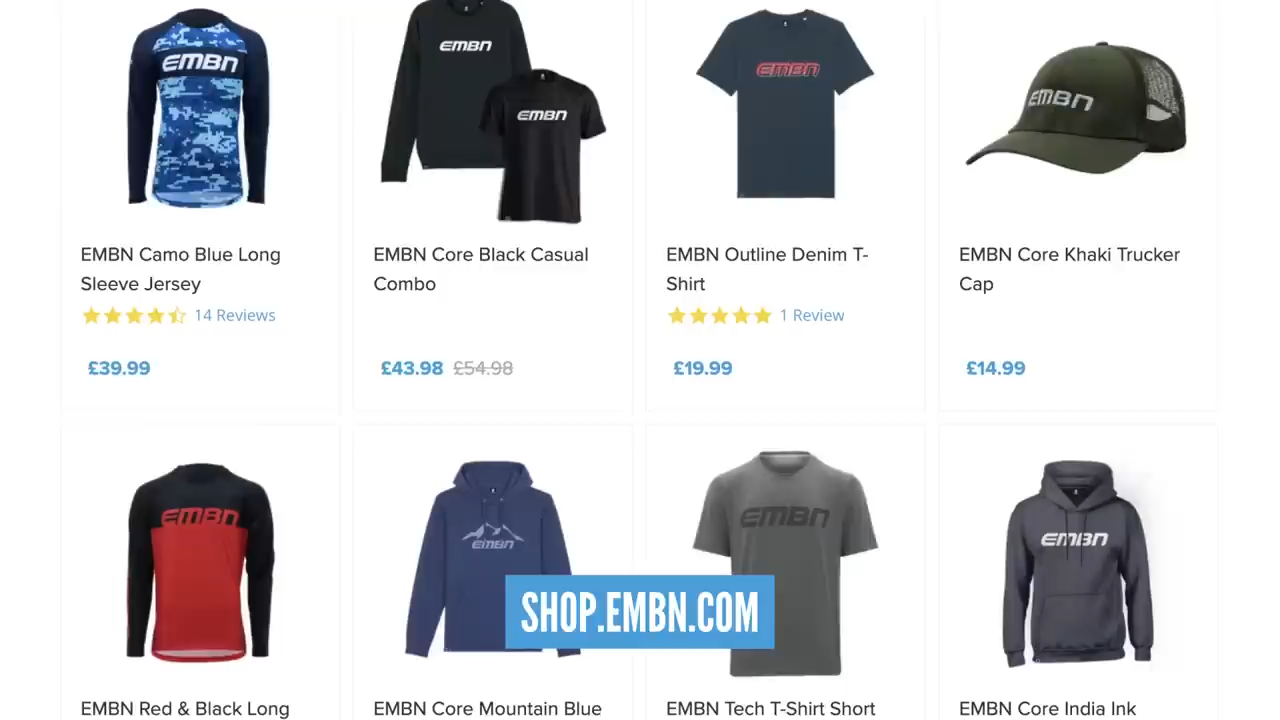 EMBN
EMBN
EMBN
EMBN
EMBN
EMBN Camo Blue Long
Sleeve Jersey
14 Reviews
£39.99
EMBN Core Black Casual
Combo
£43.98 £54.98
EMBN Outline Denim T-
Shirt
1 Review
£19.99
EMBN Core Khaki Trucker
Cap
£14.99
EMBN
EMBN
EMBN
EMBN
SHOP.EMBN.COM
EMBN Red & Black Long
EMBN Core Mountain Blue
EMBN Tech T-Shirt Short
EMBN Core India Ink